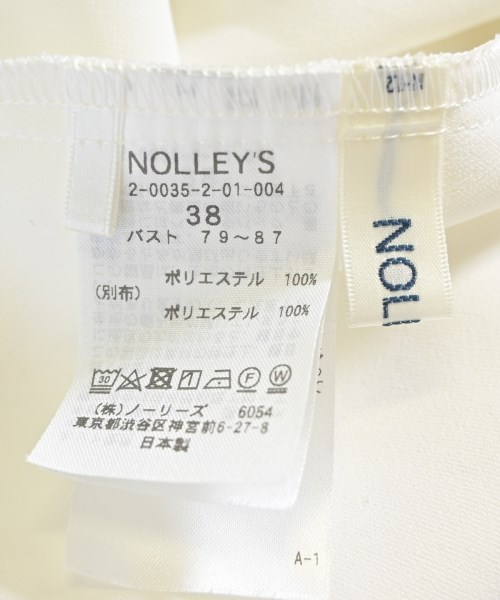 NOLLEY'S
2-0035-2-01-004
38
バスト 79～87
ポリエステル 100%
(別布)
ポリエステル 100%
30
F
W
(株)ノーリーズ 6054
東京都渋谷区神宮前6-27-8
日本製
A-1
NOLL